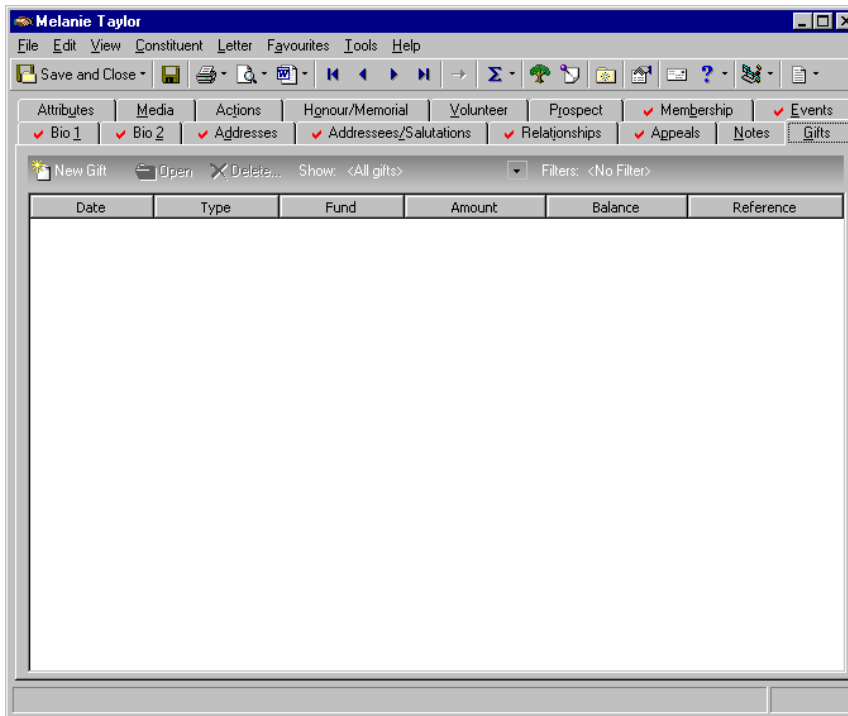 Melanie Taylor
File Edit View Constituent Letter Favourites Tools Help
Save and Close
Attributes Media Actions Honour/Memorial Volunteer Prospect Membership Events
Bio 1 Bio 2 Addresses Addressees/Salutations Relationships Appeals Notes Gifts
New Gift Open Delete... Show: <All gifts> Filters: <No Filter>
Date Type Fund Amount Balance Reference